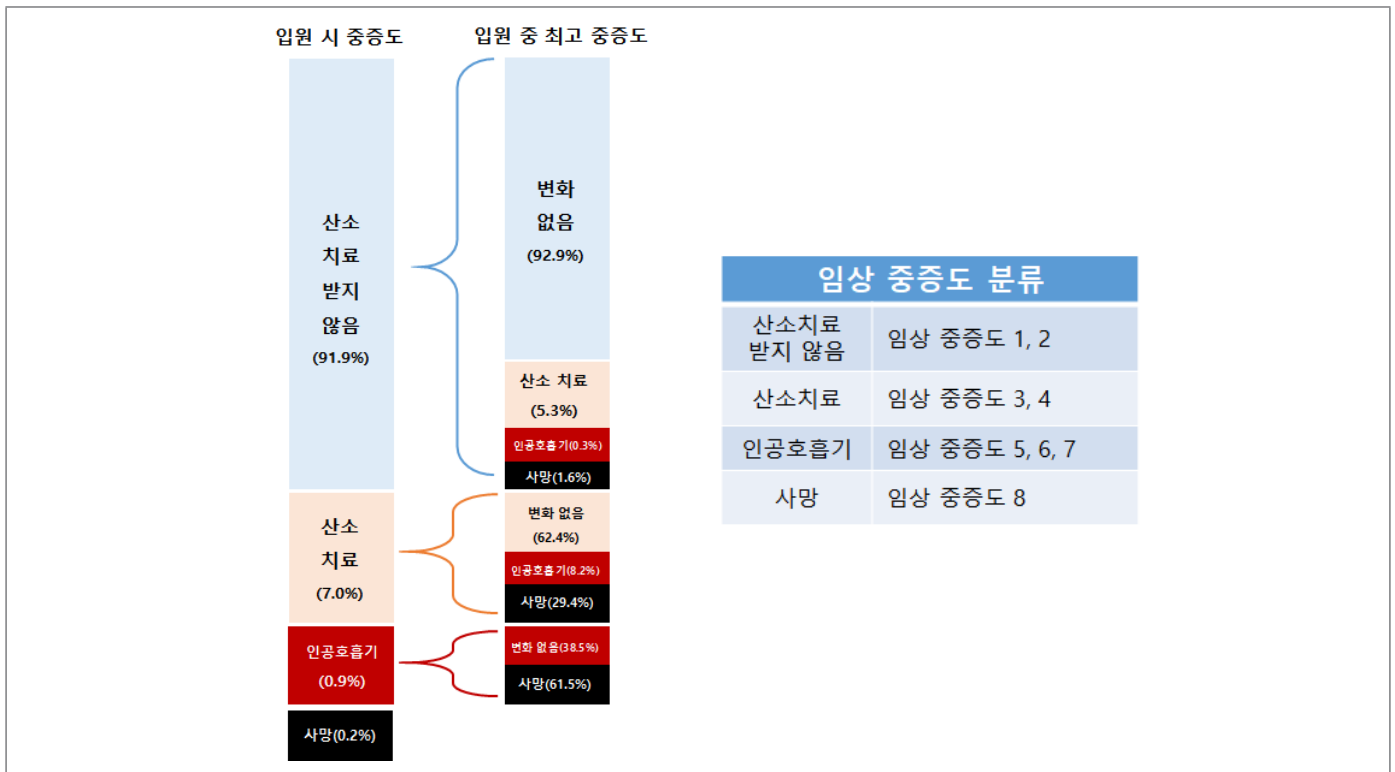 입원 시 중증도
입원 중 최고 중증도
산소
치료
받지
않음
(91.9%)
변화
없음
(92.9%)
산소 치료
(5.3%)
인공호흡기(0.3%)
사망(1.6%)
산소
치료
(7.0%)
변화 없음
(62.4%)
인공호흡기(8.2%)
사망(29.4%)
인공호흡기
(0.9%)
변화 없음(38.5%)
사망(61.5%)
사망(0.2%)
임상 중증도 분류
산소치료
받지 않음
임상 중증도 1, 2
산소치료
임상 중증도 3, 4
인공호흡기
임상 중증도 5, 6, 7
사망
임상 중증도 8